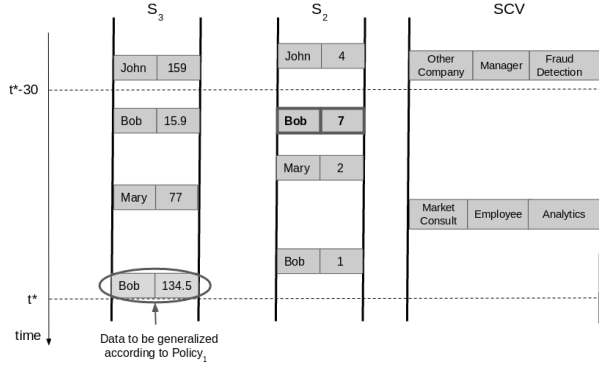 S3 S2 SCV
John 159
John 4
Other Company Manager Fraud Detection
t*-30
Bob 15.9
Bob 7
Mary 2
Mary 77
Market Consult Employee Analytics
Bob 1
Bob 134.5
t*
time
Data to be generalized
according to Policy1